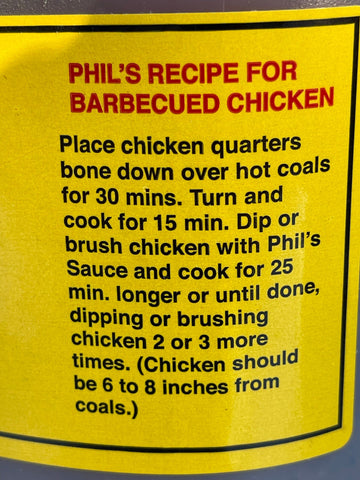 PHIL'S RECIPE FOR
BARBECUED CHICKEN
Place chicken quarters
bone down over hot coals
for 30 mins. Turn and
cook for 15 min. Dip or
brush chicken with Phil's
Sauce and cook for 25
min. longer or until done,
dipping or brushing
chicken 2 or 3 more
times. (Chicken should
be 6 to 8 inches from
coals.)